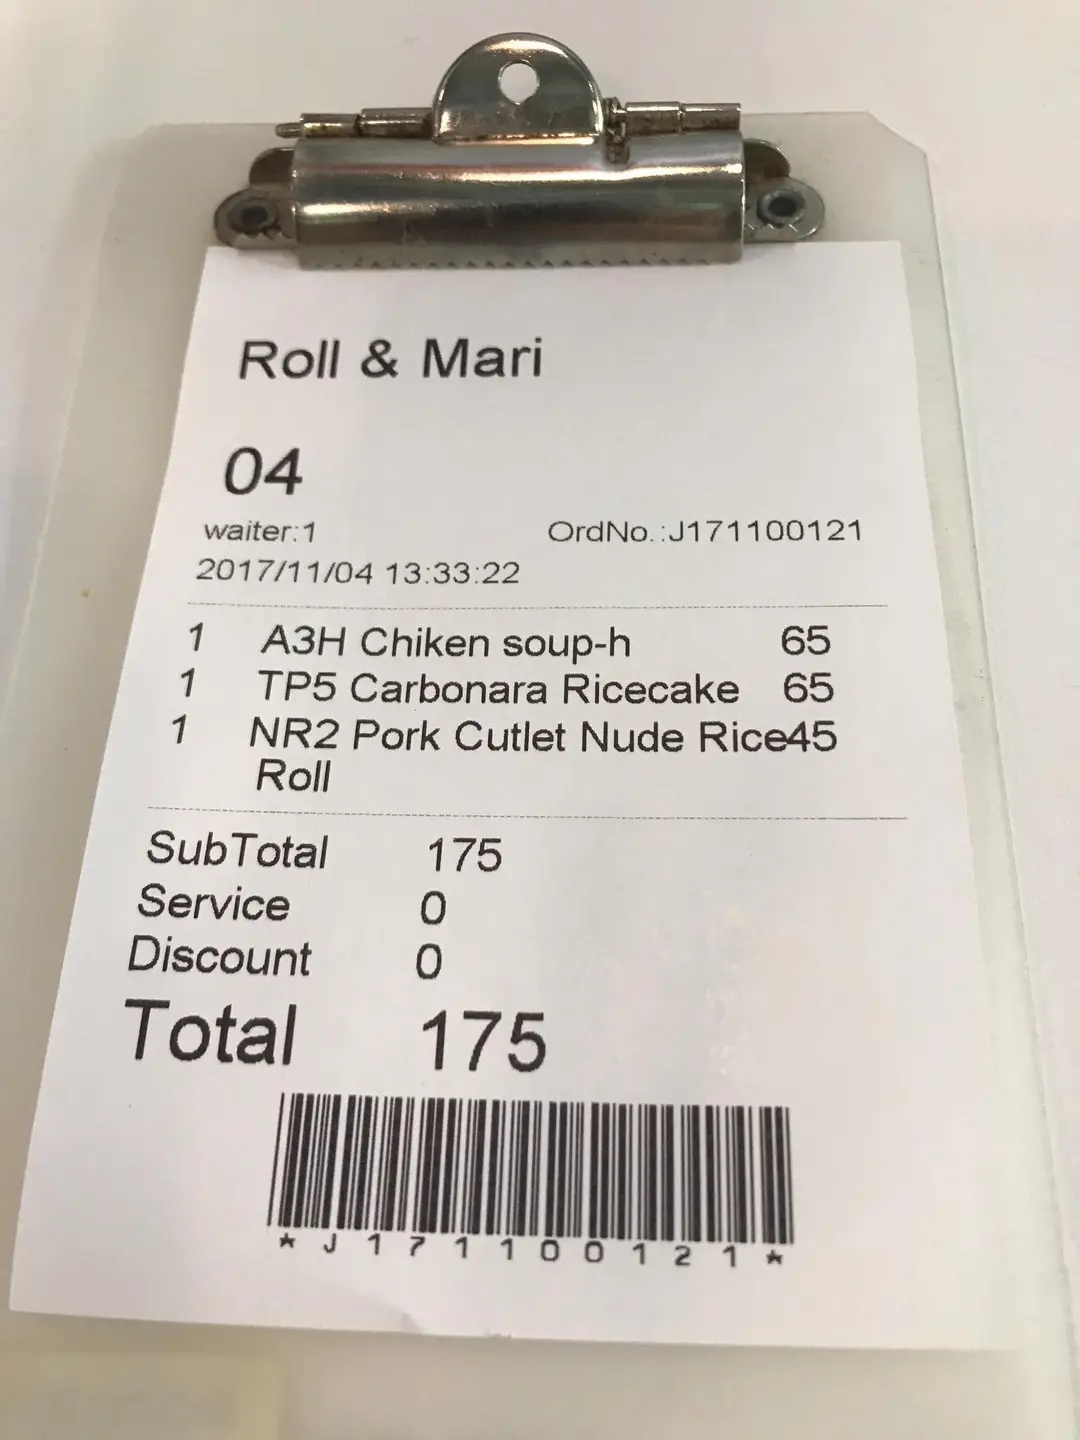 Roll & Mari
04
waiter:1 OrdNo.:J171100121
2017/11/04 13:33:22
1 A3H Chiken soup-h 65
1 TP5 Carbonara Ricecake 65
1 NR2 Pork Cutlet Nude Rice45
Roll
SubTotal 175
Service 0
Discount 0
Total 175
*J171100121*